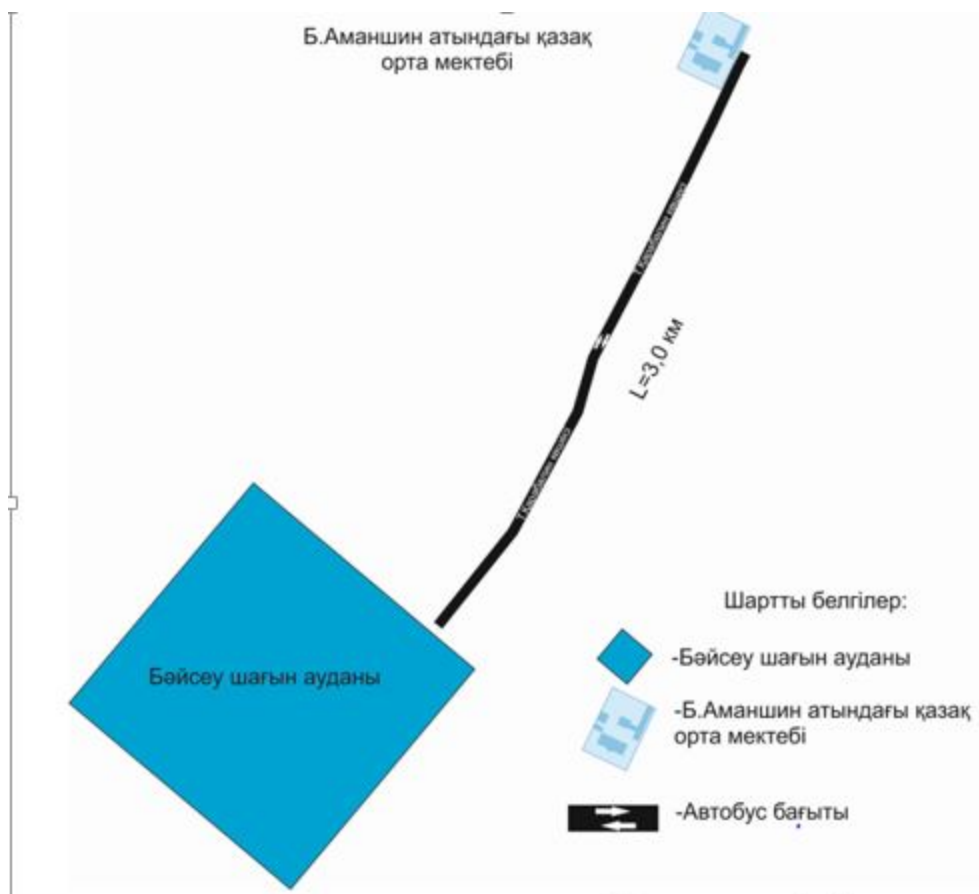 Б.Аманшин атындағы қазақ
орта мектебі
L=3,0 км
Бәйсеу шағын ауданы
Шартты белгілер:
-Бәйсеу шағын ауданы
-Б.Аманшин атындағы қазақ
орта мектебі
-Автобус бағыты